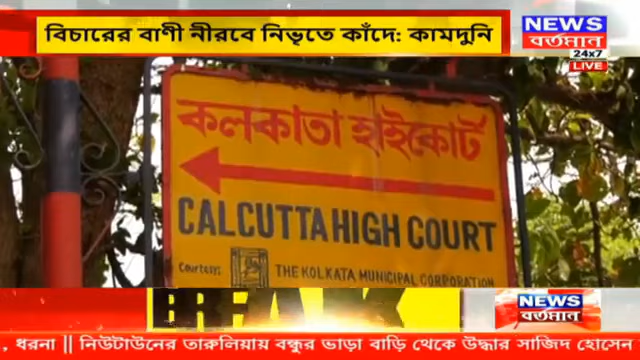 বিচারের বাণী নীরবে নিভৃতে কাঁদে: কামদুনি
NEWS
বর্তমান
24x7
LIVE
কলকাতা হাইকোর্ট
CALCUTTA HIGH COURT
Courtesy:
THE KOLKATA MUNICIPAL CORPORATION
BREAK
NEWS
বর্তমান
, ধরনা || নিউটাউনের তারুলিয়ায় বন্ধুর ভাড়া বাড়ি থেকে উদ্ধার সাজিদ হোসেন